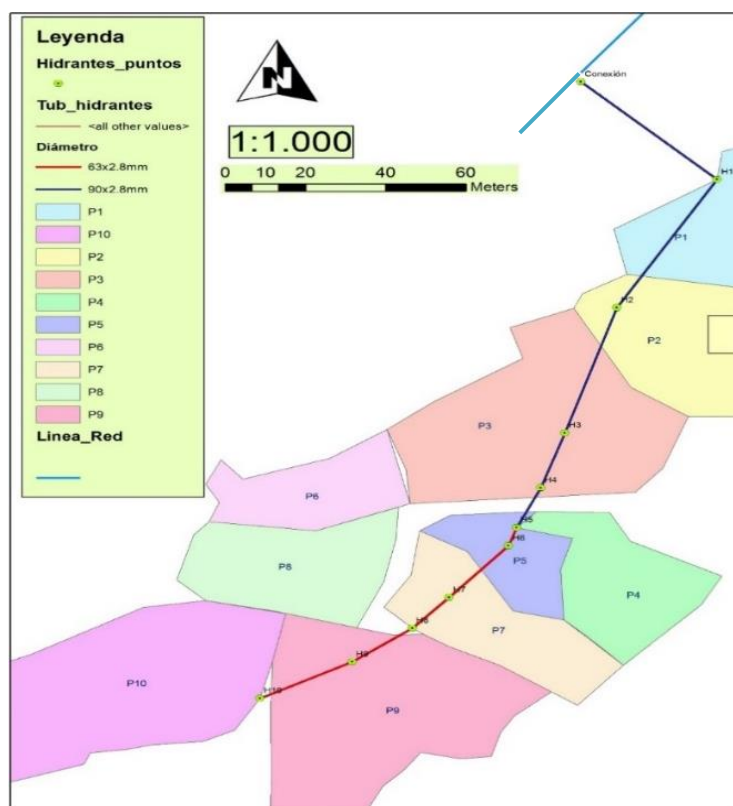 Leyenda
Hidrantes_puntos
Tub_hidrantes
<all other values>
Diámetro
63x2.8mm
90x2.8mm
P1
P10
P2
P3
P4
P5
P6
P7
P8
P9
Linea_Red
N
1:1.000
0 10 20 40 60
Meters
Conexión
H1
P1
H2
P2
P3
H3
H4
P6
H5
H6
P5
P8
P4
H7
H8
P7
H9
P10
H10
P9